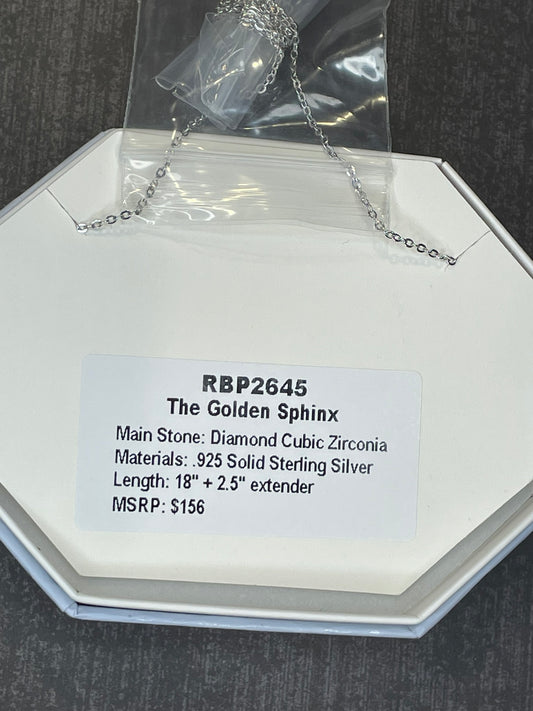 RBP2645
The Golden Sphinx
Main Stone: Diamond Cubic Zirconia
Materials: .925 Solid Sterling Silver
Length: 18" + 2.5" extender
MSRP: $156